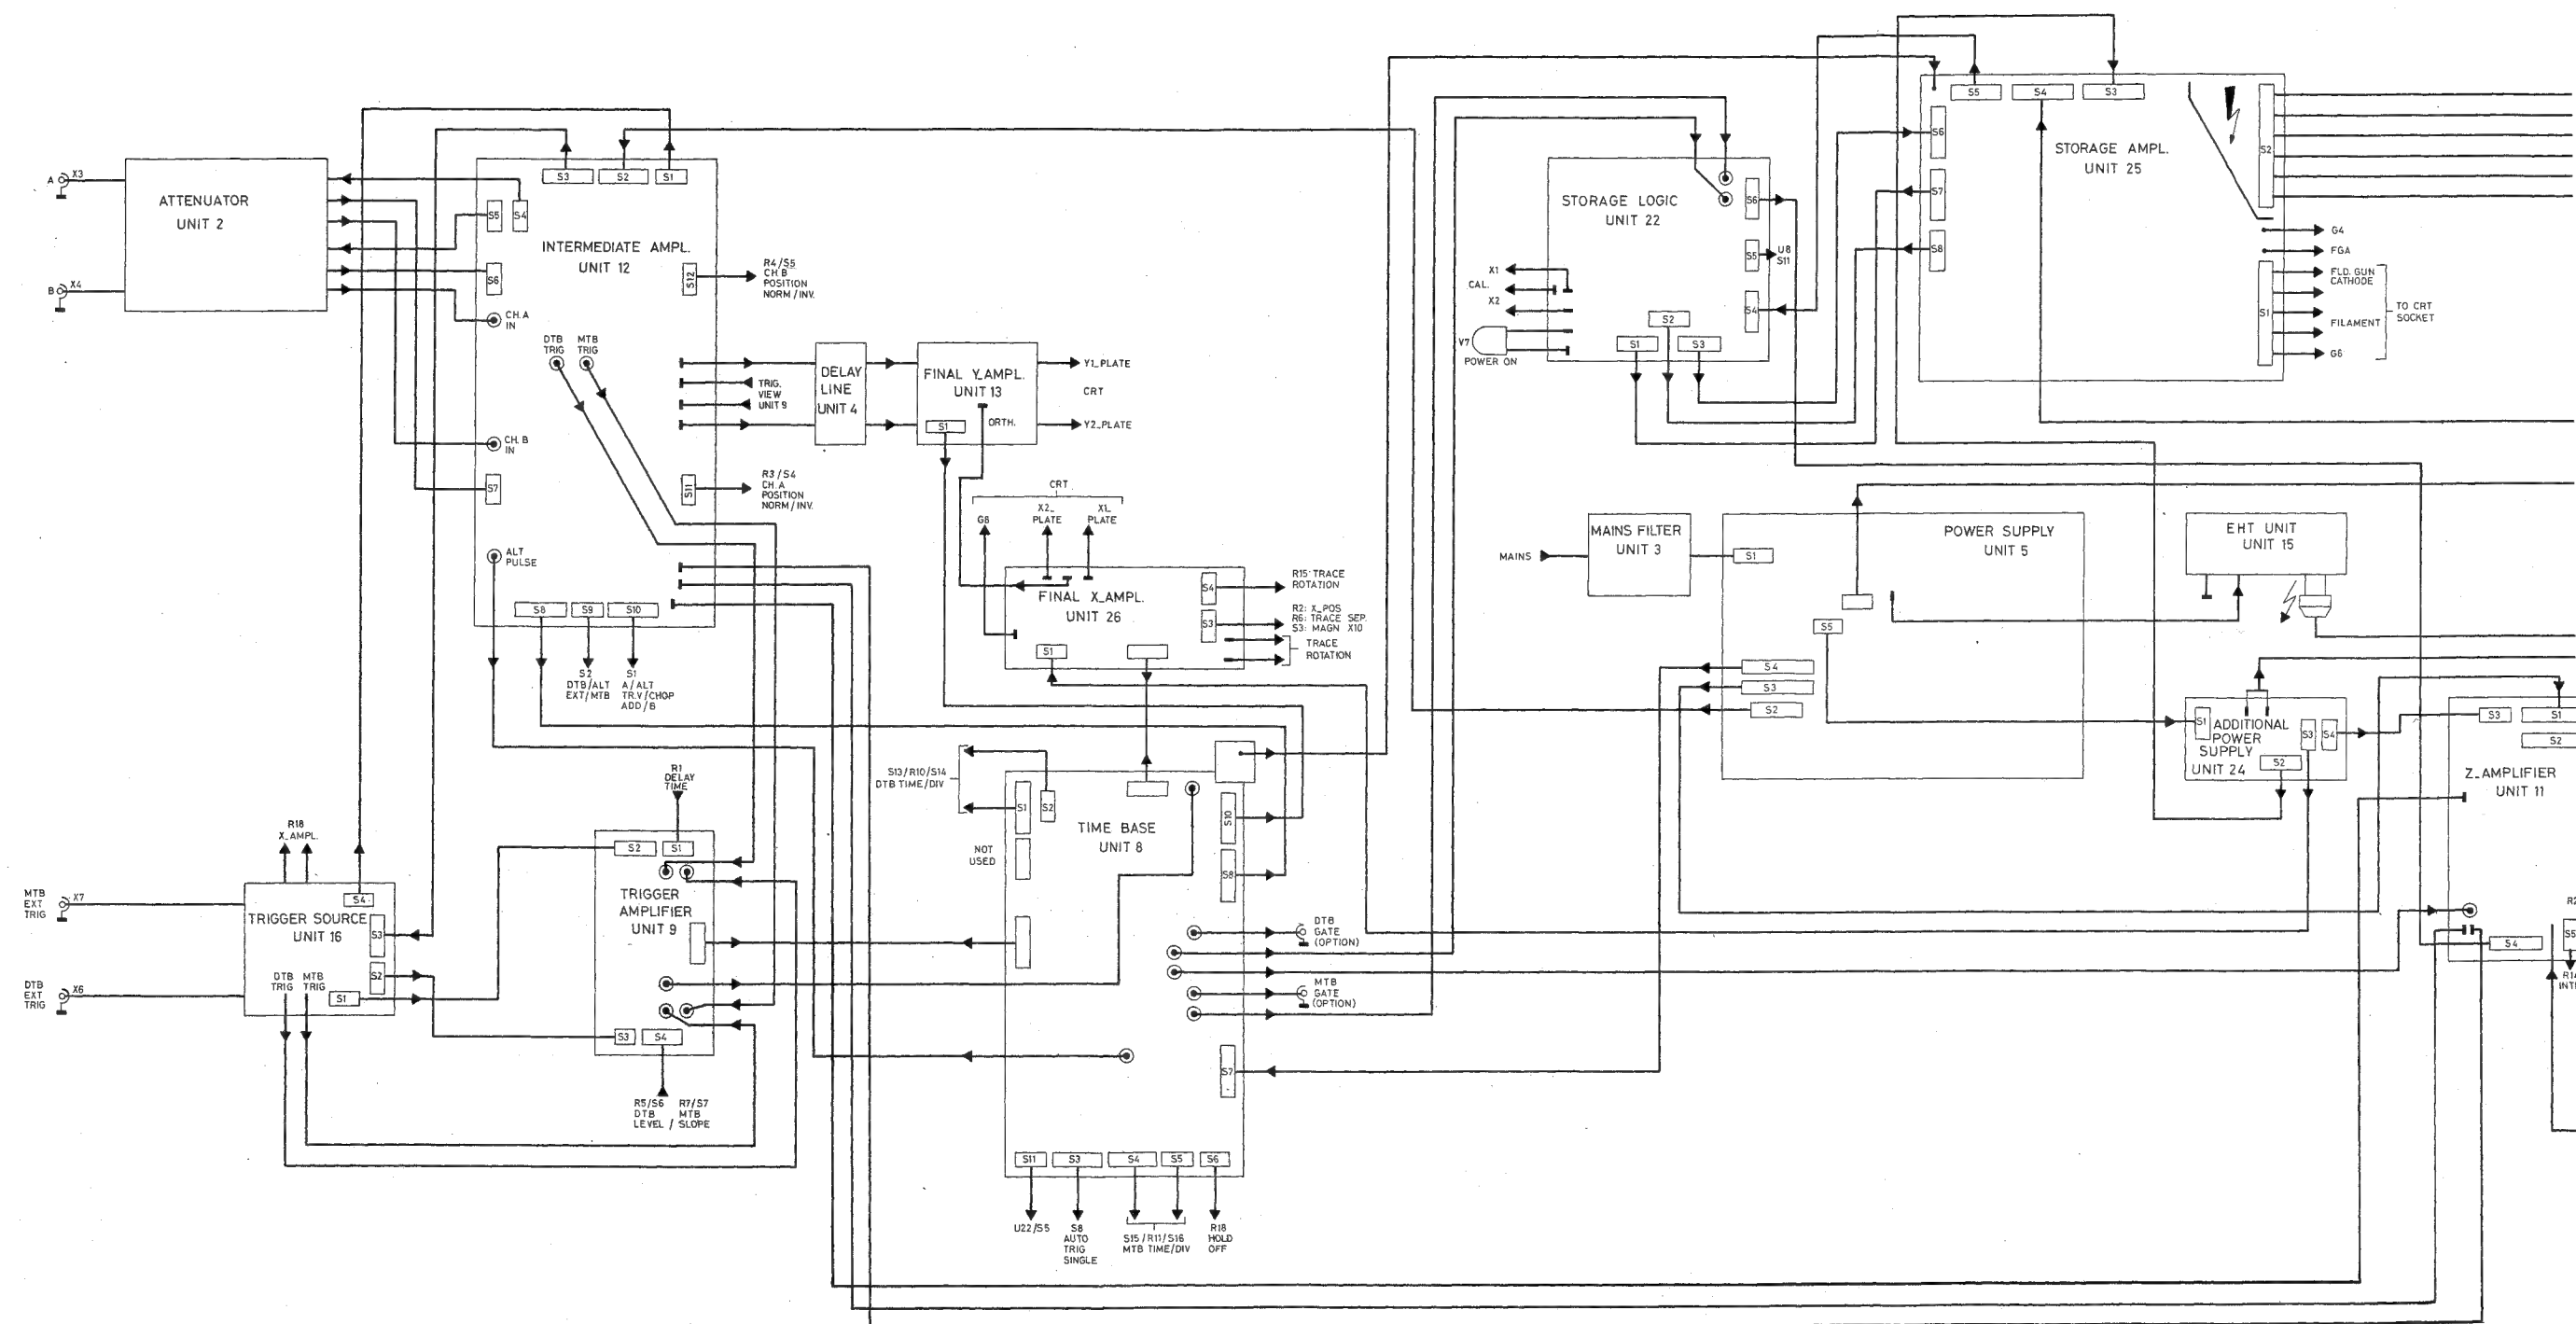 A
X3
B
X4
ATTENUATOR
UNIT 2
S3
S2
S1
S5
S4
INTERMEDIATE AMPL.
UNIT 12
S6
S12
R4/S5
CH.B
POSITION
NORM/INV.
CH.A
IN
DTB
TRIG
MTB
TRIG
TRIG.
VIEW
UNIT 9
CH.B
IN
S7
S11
R3/S4
CH.A
POSITION
NORM/INV.
ALT
PULSE
S8
S9
S10
S2
DTB/ALT
EXT/MTB
S1
A/ALT
TR.V/CHOP
ADD/B
DELAY
LINE
UNIT 4
FINAL Y_AMPL.
UNIT 13
S1
ORTH.
Y1_PLATE
CRT
Y2_PLATE
CRT
X2_
PLATE
X1_
PLATE
FINAL X_AMPL.
UNIT 26
S4
S3
S1
R15: TRACE
ROTATION
R2: X_POS
R6: TRACE SEP.
S3: MAGN X10
TRACE
ROTATION
STORAGE LOGIC
UNIT 22
S6
S5
U8
S11
S4
S2
S1
S3
X1
CAL.
X2
V7
POWER ON
S5
S4
S3
S6
S7
S8
S2
STORAGE AMPL.
UNIT 25
G4
FGA
FLD. GUN
CATHODE
S1
FILAMENT
G6
TO CRT
SOCKET
MAINS
MAINS FILTER
UNIT 3
S1
POWER SUPPLY
UNIT 5
S5
S4
S3
S2
EHT UNIT
UNIT 15
S1
ADDITIONAL
POWER
SUPPLY
UNIT 24
S3
S4
S2
S3
S1
S2
Z_AMPLIFIER
UNIT 11
S4
S5
MTB
EXT
TRIG
X7
DTB
EXT
TRIG
X6
R18
X_AMPL.
S4
TRIGGER SOURCE
UNIT 16
S3
S2
DTB
TRIG
MTB
TRIG
S1
R1
DELAY
TIME
S2
S1
TRIGGER
AMPLIFIER
UNIT 9
S3
S4
R5/S6
DTB
LEVEL /
R7/S7
MTB
SLOPE
S13/R10/S14
DTB TIME/DIV
S1
S2
NOT
USED
TIME BASE
UNIT 8
S10
S8
DTB
GATE
(OPTION)
MTB
GATE
(OPTION)
S7
S11
S3
S4
S5
S6
U22/S5
S8
AUTO
TRIG
SINGLE
S15/R11/S16
MTB TIME/DIV
R18
HOLD
OFF